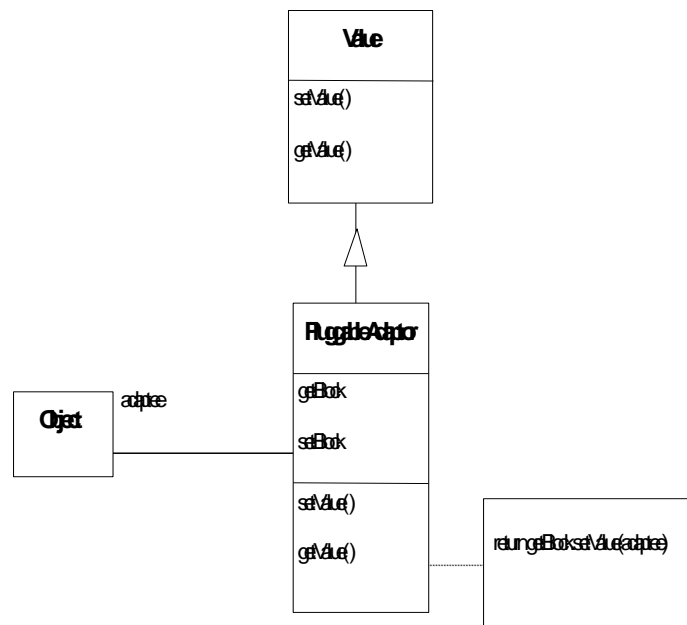 Value
setValue()
getValue()
PluggableAdaptor
getBlock
setBlock
setValue()
getValue()
Object
adaptee
return getBlock setValue(adaptee)